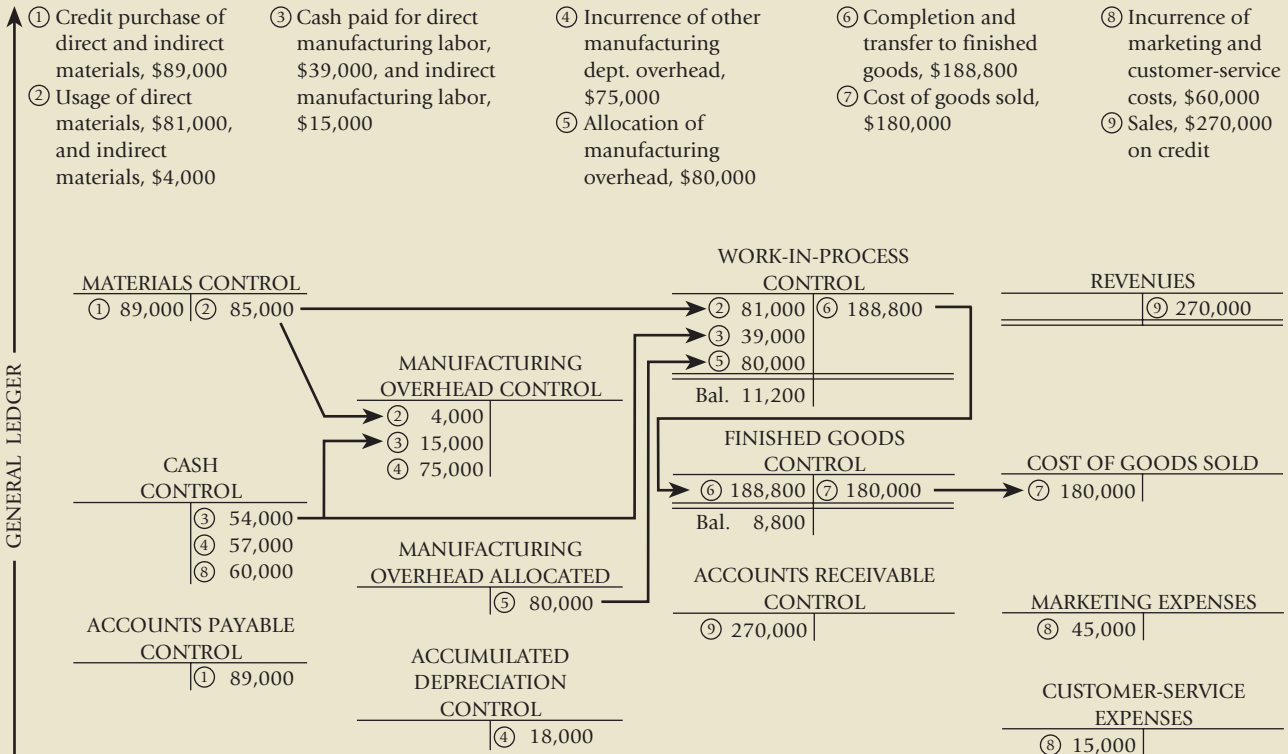 ① Credit purchase of
direct and indirect
materials, $89,000
② Usage of direct
materials, $81,000,
and indirect
materials, $4,000
③ Cash paid for direct
manufacturing labor,
$39,000, and indirect
manufacturing labor,
$15,000
④ Incurrence of other
manufacturing
dept. overhead,
$75,000
⑤ Allocation of
manufacturing
overhead, $80,000
⑥ Completion and
transfer to finished
goods, $188,800
⑦ Cost of goods sold,
$180,000
⑧ Incurrence of
marketing and
customer-service
costs, $60,000
⑨ Sales, $270,000
on credit
GENERAL LEDGER
MATERIALS CONTROL
① 89,000 ② 85,000
CASH
CONTROL
③ 54,000
④ 57,000
⑧ 60,000
ACCOUNTS PAYABLE
CONTROL
① 89,000
MANUFACTURING
OVERHEAD CONTROL
② 4,000
③ 15,000
④ 75,000
MANUFACTURING
OVERHEAD ALLOCATED
⑤ 80,000
ACCUMULATED
DEPRECIATION
CONTROL
④ 18,000
WORK-IN-PROCESS
CONTROL
② 81,000 ⑥ 188,800
③ 39,000
⑤ 80,000
Bal. 11,200
FINISHED GOODS
CONTROL
⑥ 188,800 ⑦ 180,000
Bal. 8,800
ACCOUNTS RECEIVABLE
CONTROL
⑨ 270,000
REVENUES
⑨ 270,000
COST OF GOODS SOLD
⑦ 180,000
MARKETING EXPENSES
⑧ 45,000
CUSTOMER-SERVICE
EXPENSES
⑧ 15,000